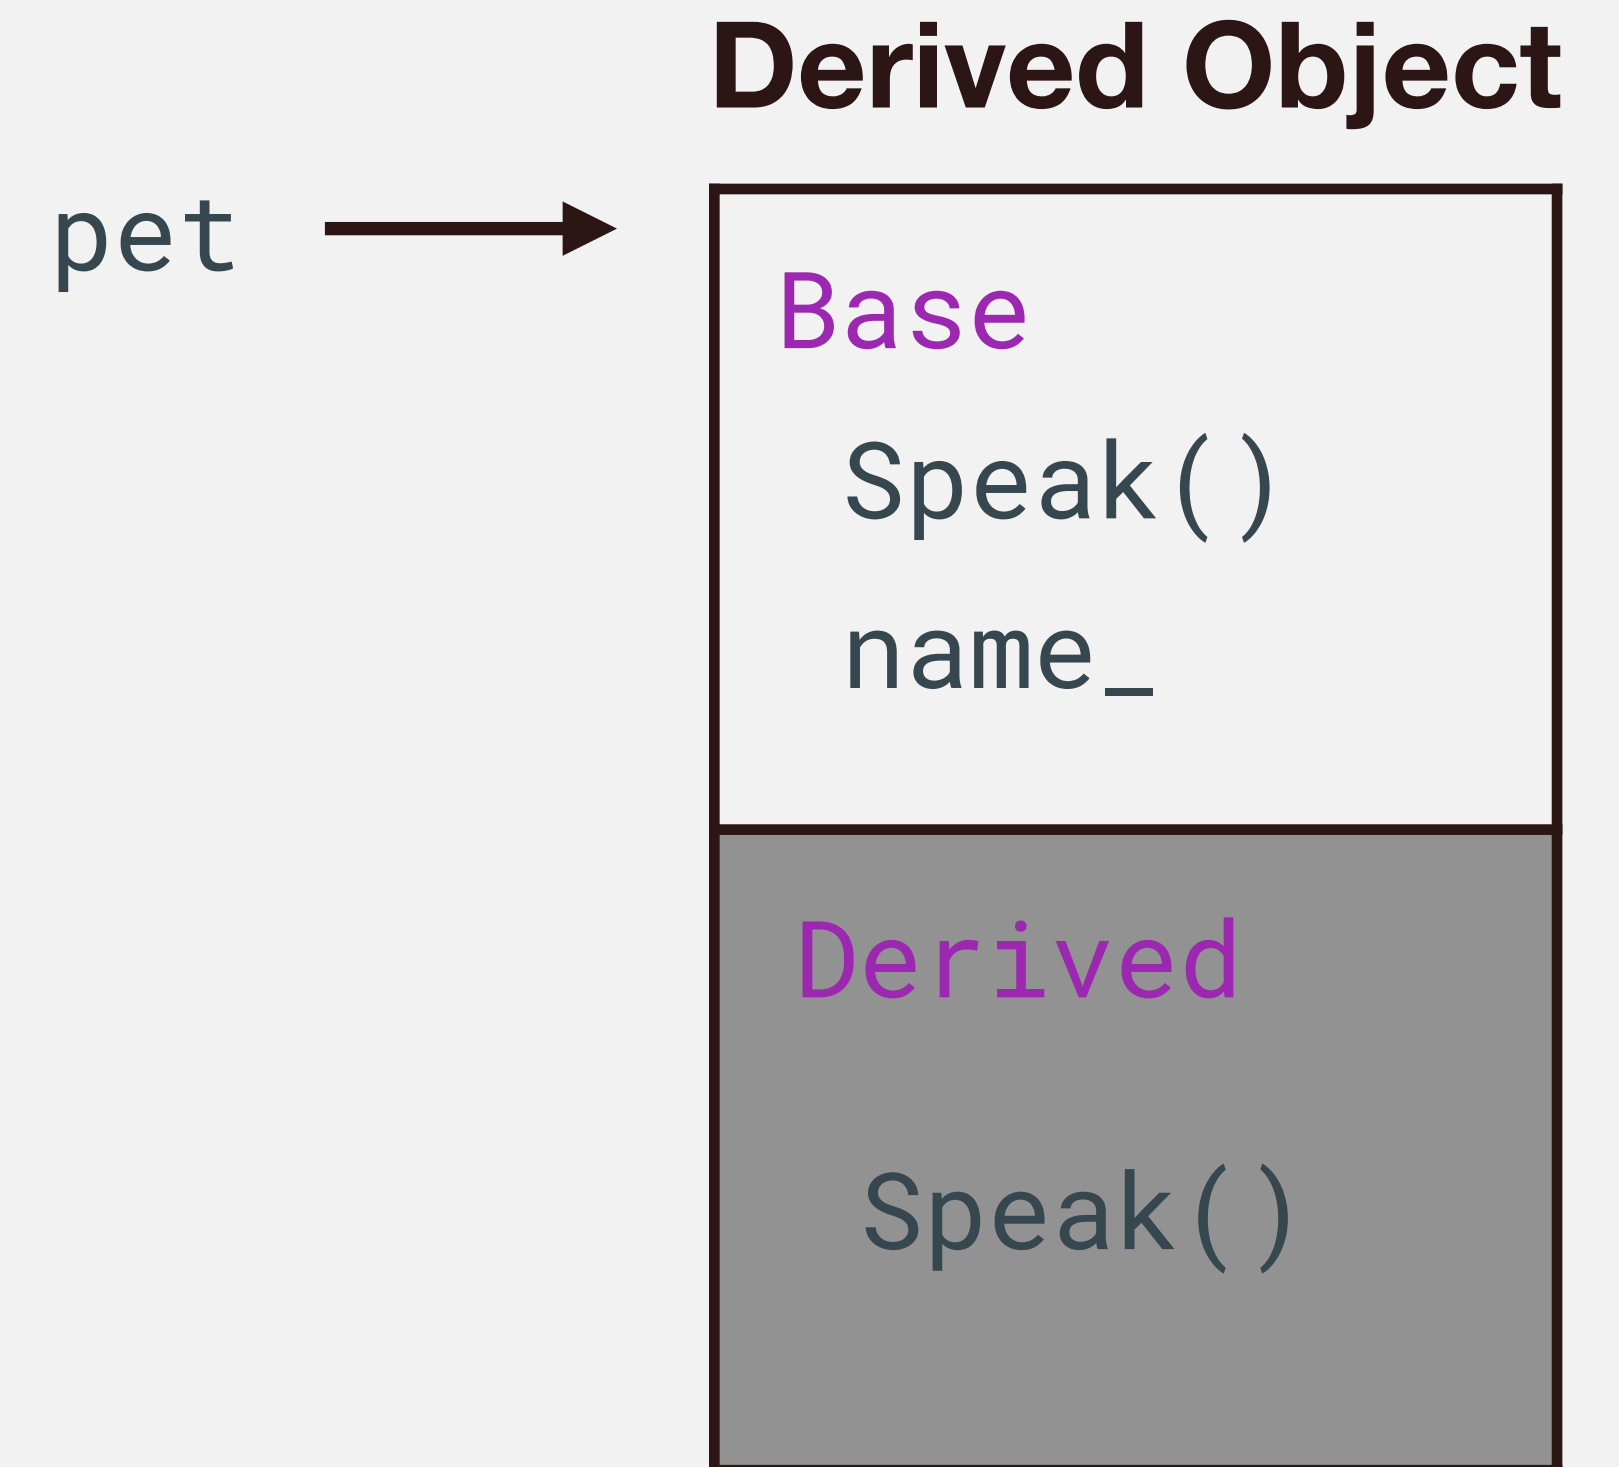 Derived Object
pet
Base
Speak()
name_
Derived
Speak()